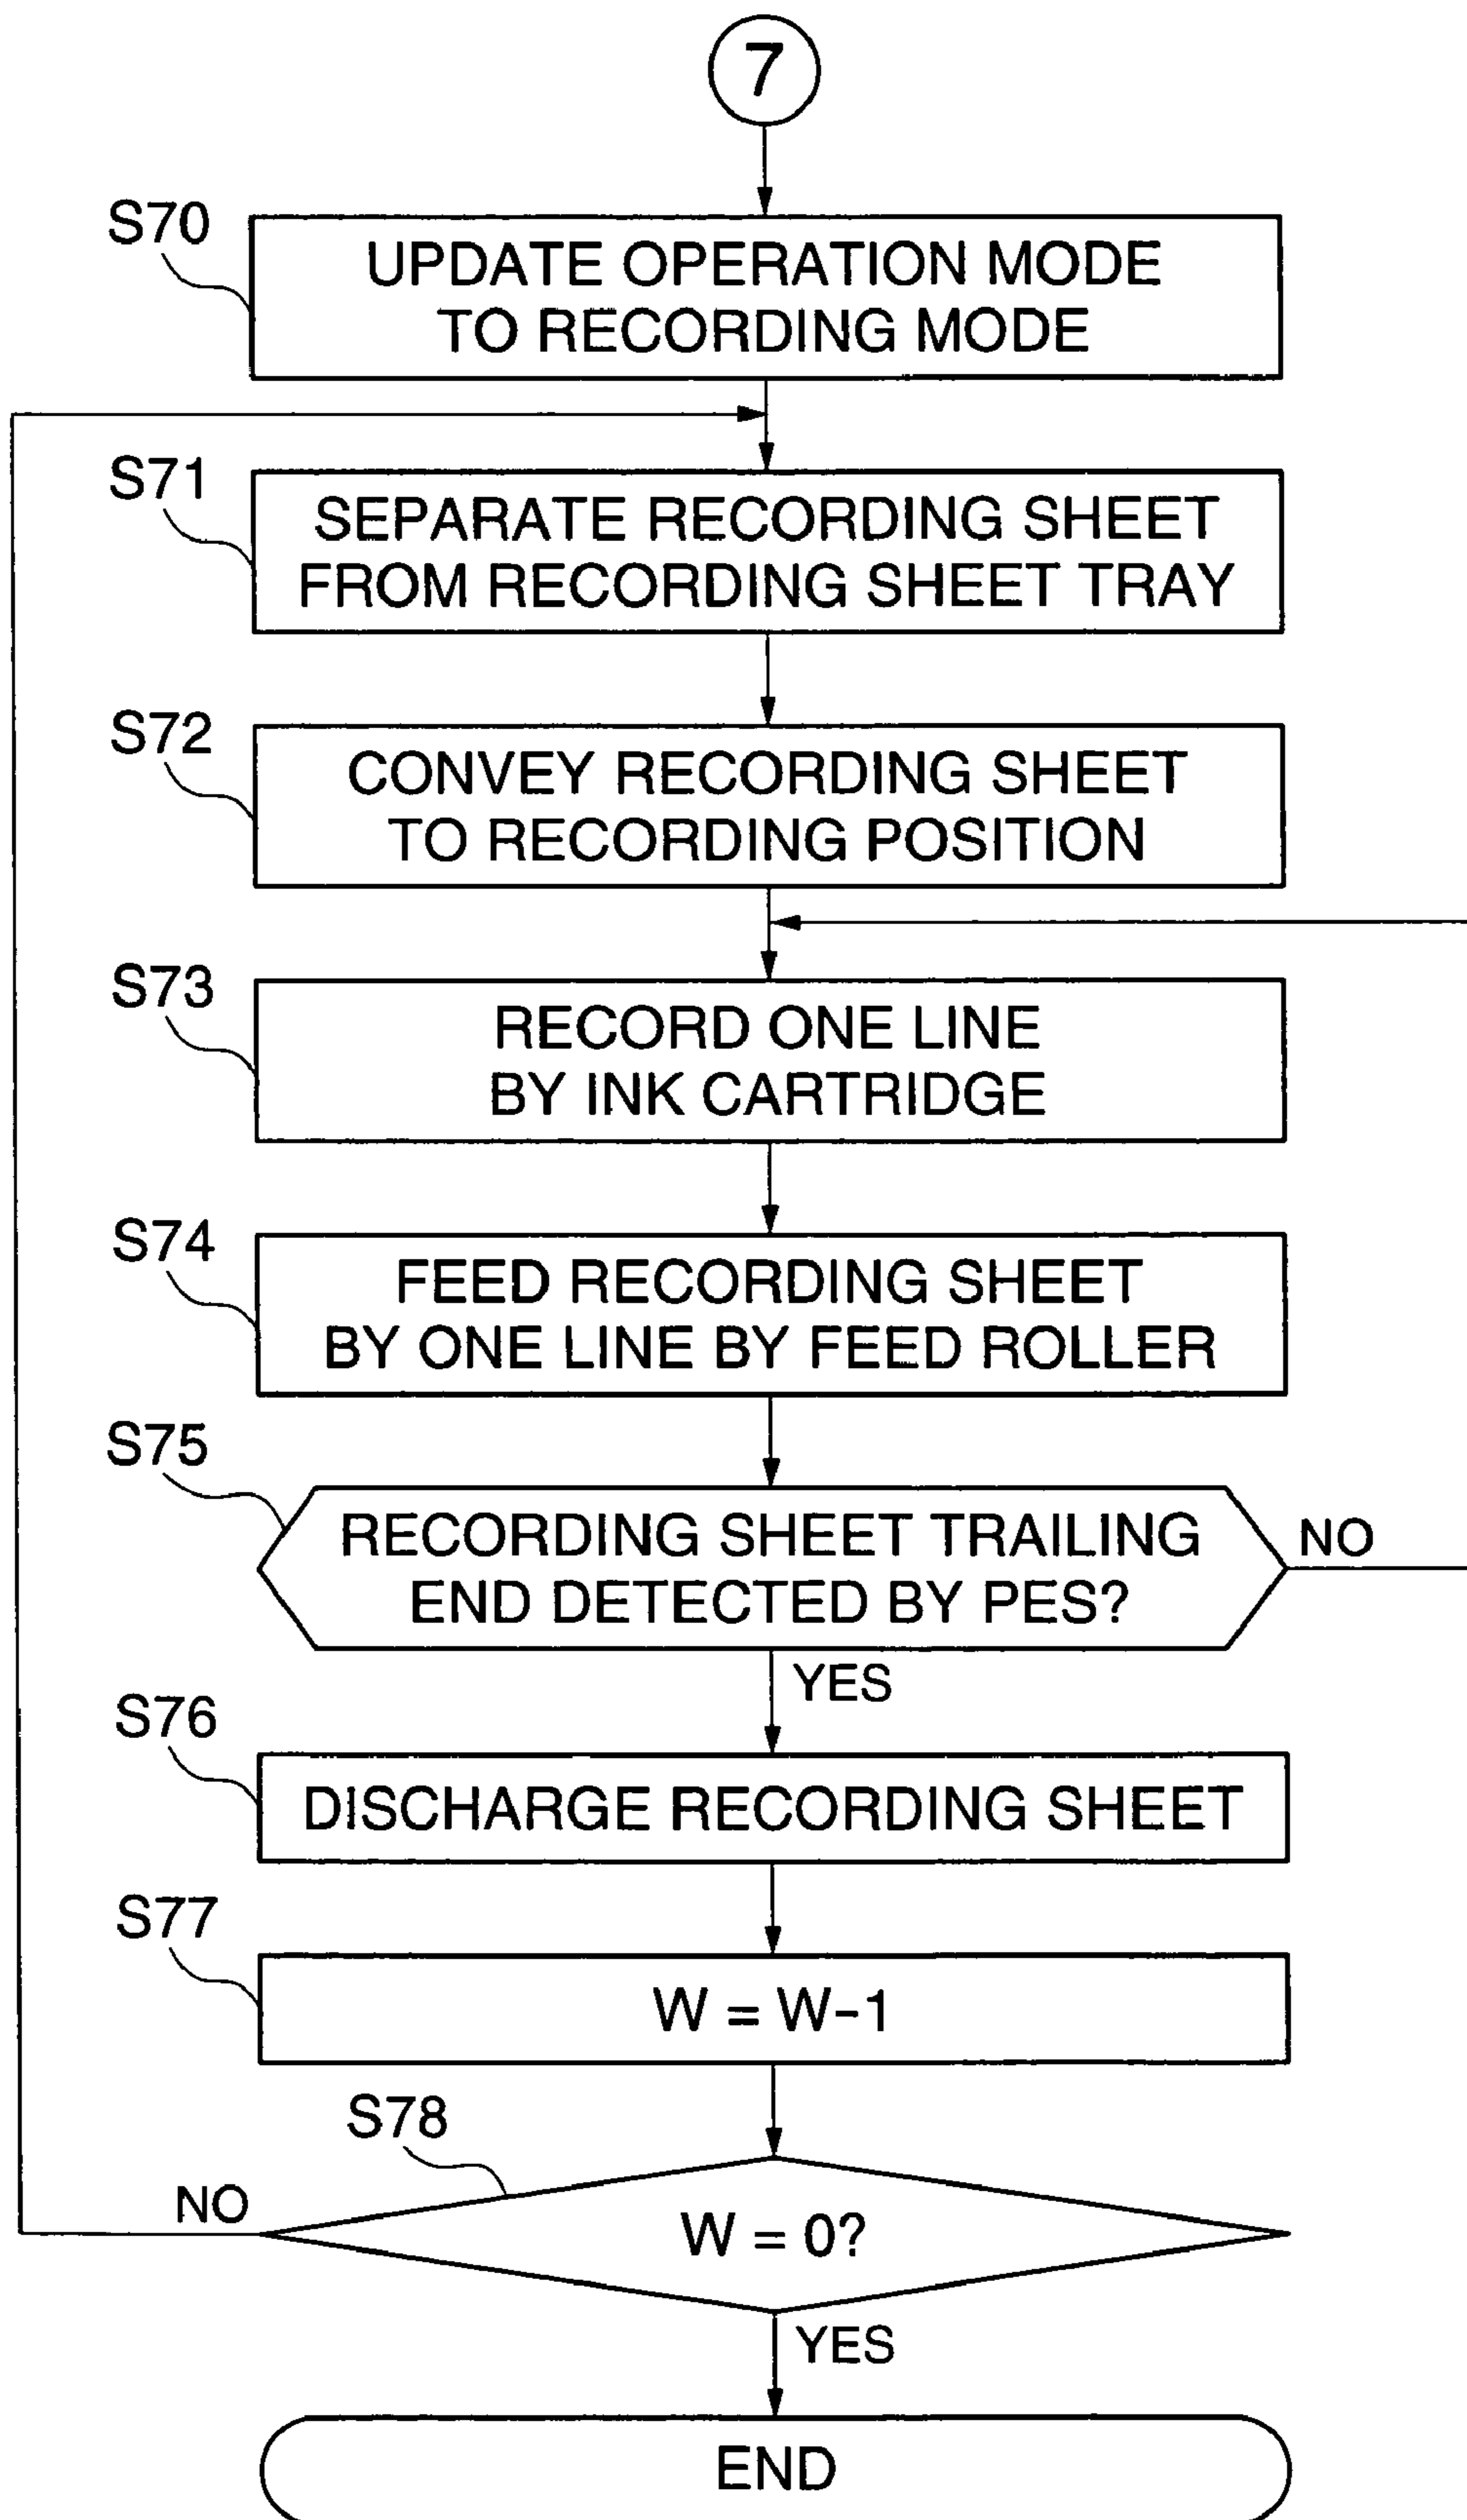 7
S70
UPDATE OPERATION MODE
TO RECORDING MODE
S71
SEPARATE RECORDING SHEET
FROM RECORDING SHEET TRAY
S72
CONVEY RECORDING SHEET
TO RECORDING POSITION
S73
RECORD ONE LINE
BY INK CARTRIDGE
S74
FEED RECORDING SHEET
BY ONE LINE BY FEED ROLLER
S75
RECORDING SHEET TRAILING
END DETECTED BY PES?
NO
YES
S76
DISCHARGE RECORDING SHEET
S77
W = W-1
S78
NO
W = 0?
YES
END